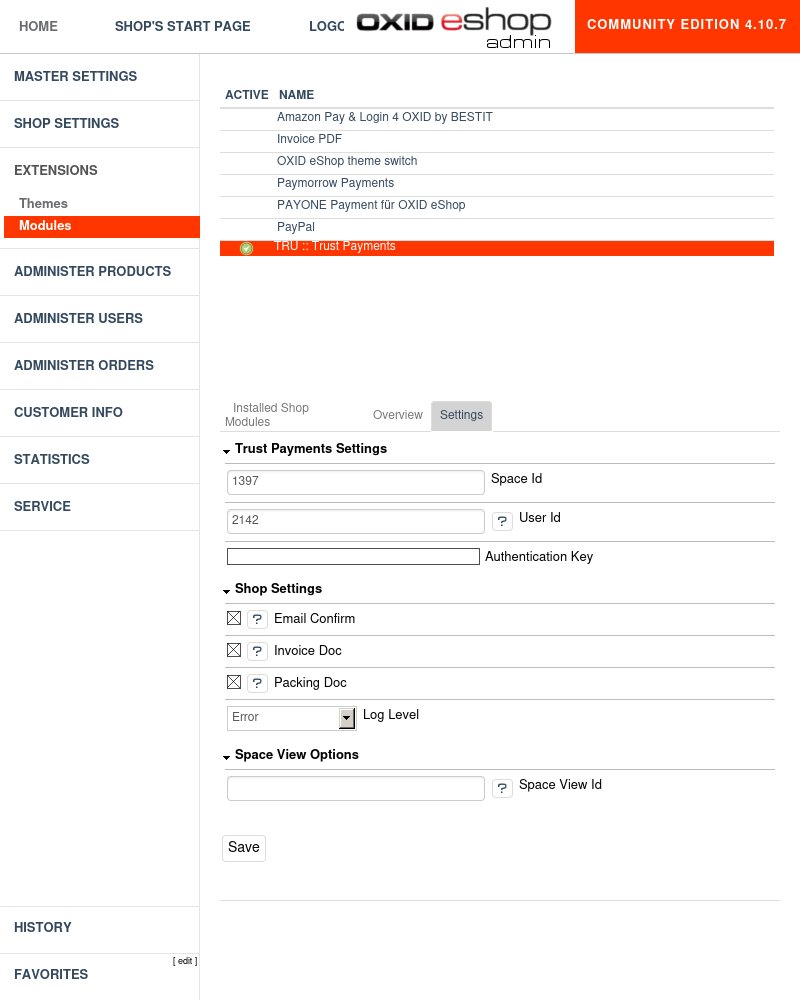 HOME SHOP'S START PAGE LOGO OXID eshop admin COMMUNITY EDITION 4.10.7
MASTER SETTINGS
SHOP SETTINGS
EXTENSIONS
Themes
Modules
ADMINISTER PRODUCTS
ADMINISTER USERS
ADMINISTER ORDERS
CUSTOMER INFO
STATISTICS
SERVICE
HISTORY
[ edit ]
FAVORITES
ACTIVE NAME
Amazon Pay & Login 4 OXID by BESTIT
Invoice PDF
OXID eShop theme switch
Paymorrow Payments
PAYONE Payment für OXID eShop
PayPal
TRU :: Trust Payments
Installed Shop Modules Overview Settings
Trust Payments Settings
1397 Space Id
2142 ? User Id
Authentication Key
Shop Settings
? Email Confirm
? Invoice Doc
? Packing Doc
Error Log Level
Space View Options
? Space View Id
Save